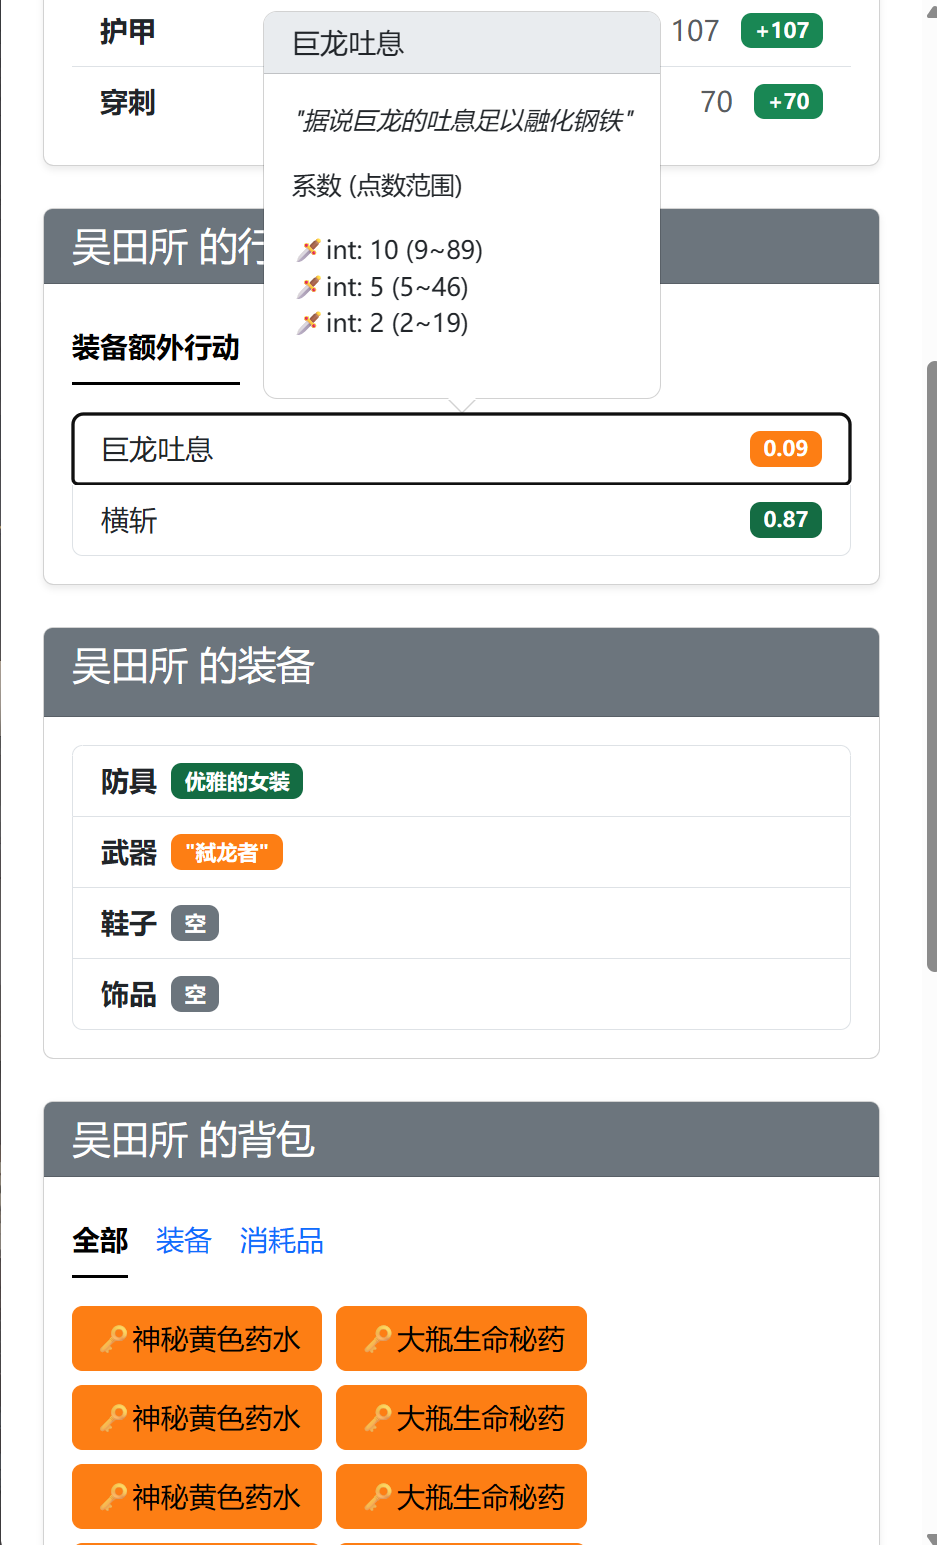 护甲 107 +107
穿刺 70 +70
巨龙吐息
"据说巨龙的吐息足以融化钢铁"
系数 (点数范围)
int: 10 (9~89)
int: 5 (5~46)
int: 2 (2~19)
吴田所 的行
装备额外行动
巨龙吐息 0.09
横斩 0.87
吴田所 的装备
防具 优雅的女装
武器 "弑龙者"
鞋子 空
饰品 空
吴田所 的背包
全部 装备 消耗品
神秘黄色药水 大瓶生命秘药
神秘黄色药水 大瓶生命秘药
神秘黄色药水 大瓶生命秘药